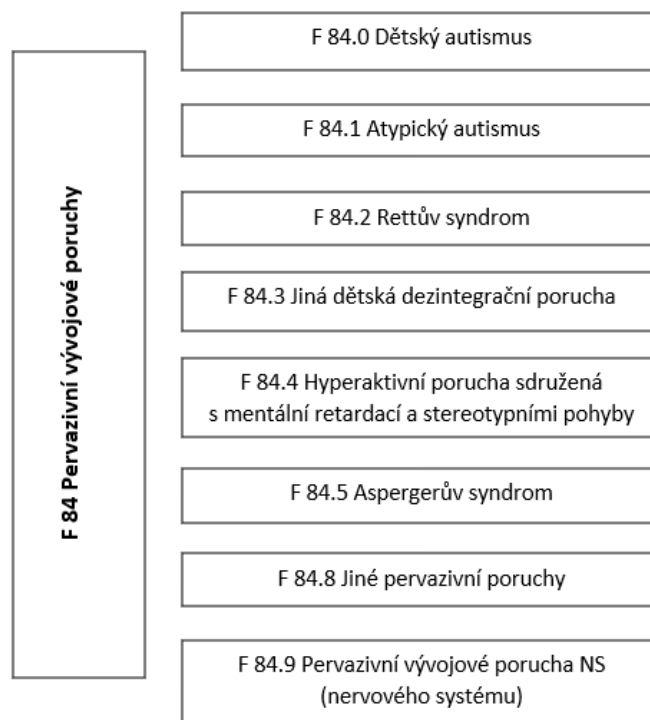 F 84 Pervazivní vývojové poruchy
F 84.0 Dětský autismus
F 84.1 Atypický autismus
F 84.2 Rettův syndrom
F 84.3 Jiná dětská dezintegrační porucha
F 84.4 Hyperaktivní porucha sdružená
s mentální retardací a stereotypními pohyby
F 84.5 Aspergerův syndrom
F 84.8 Jiné pervazivní poruchy
F 84.9 Pervazivní vývojové porucha NS
(nervového systému)